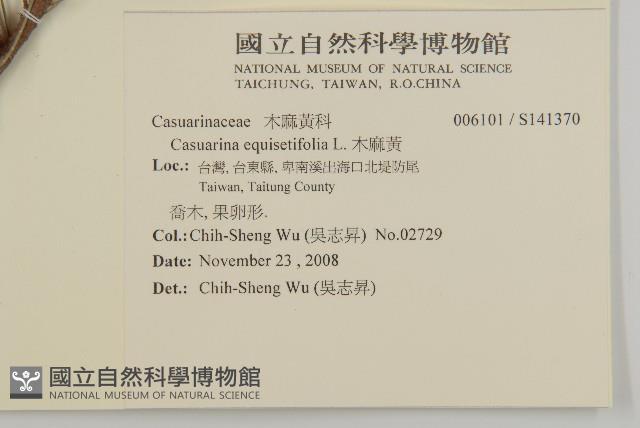 國立自然科學博物館
NATIONAL MUSEUM OF NATURAL SCIENCE
TAICHUNG, TAIWAN, R.O.CHINA
Casuarinaceae 木麻黃科 006101 / S141370
Casuarina equisetifolia L. 木麻黃
Loc.: 台灣, 台東縣, 卑南溪出海口北堤防尾
Taiwan, Taitung County
喬木, 果卵形.
Col.: Chih-Sheng Wu (吳志昇) No.02729
Date: November 23 , 2008
Det.: Chih-Sheng Wu (吳志昇)
國立自然科學博物館
NATIONAL MUSEUM OF NATURAL SCIENCE